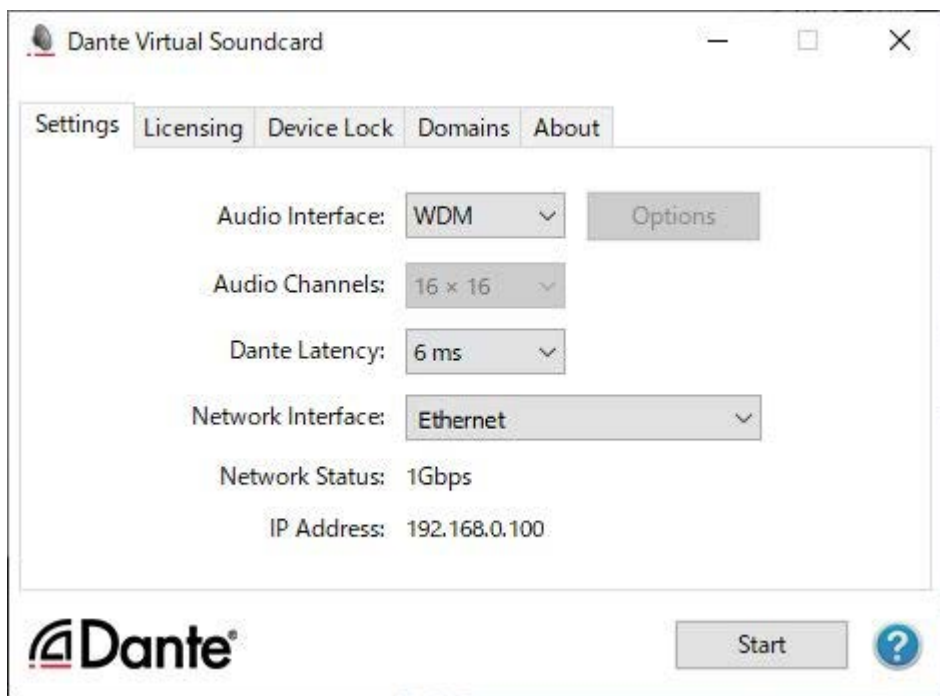 Dante Virtual Soundcard
Settings Licensing Device Lock Domains About
Audio Interface: WDM Options
Audio Channels: 16 × 16
Dante Latency: 6 ms
Network Interface: Ethernet
Network Status: 1Gbps
IP Address: 192.168.0.100
Dante® Start ?